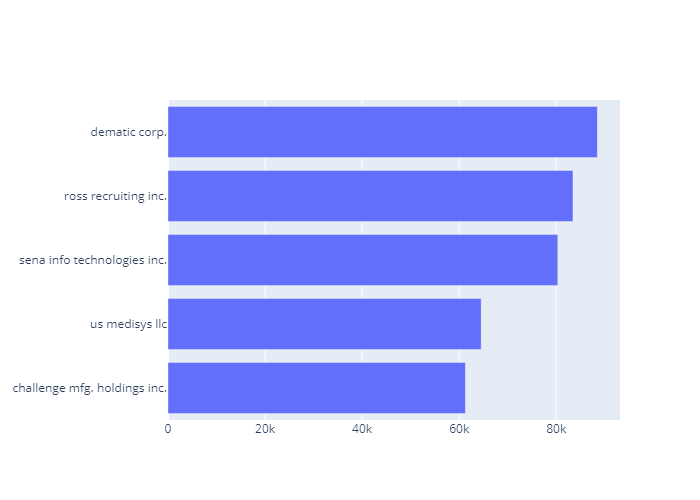 dematic corp.
ross recruiting inc.
sena info technologies inc.
us medisys llc
challenge mfg. holdings inc.
0 20k 40k 60k 80k